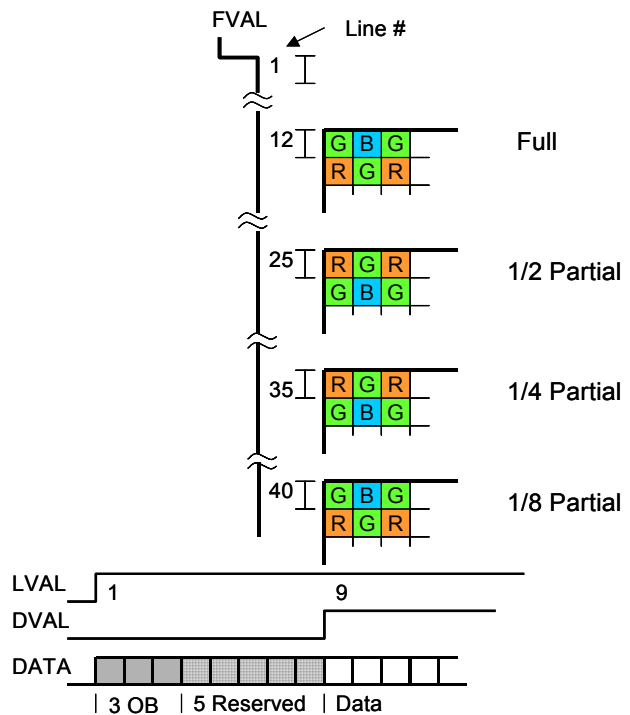 FVAL
Line #
1
12
G B G
R G R
Full
25
R G R
G B G
1/2 Partial
35
R G R
G B G
1/4 Partial
40
G B G
R G R
1/8 Partial
LVAL
1
9
DVAL
DATA
3 OB
5 Reserved
Data